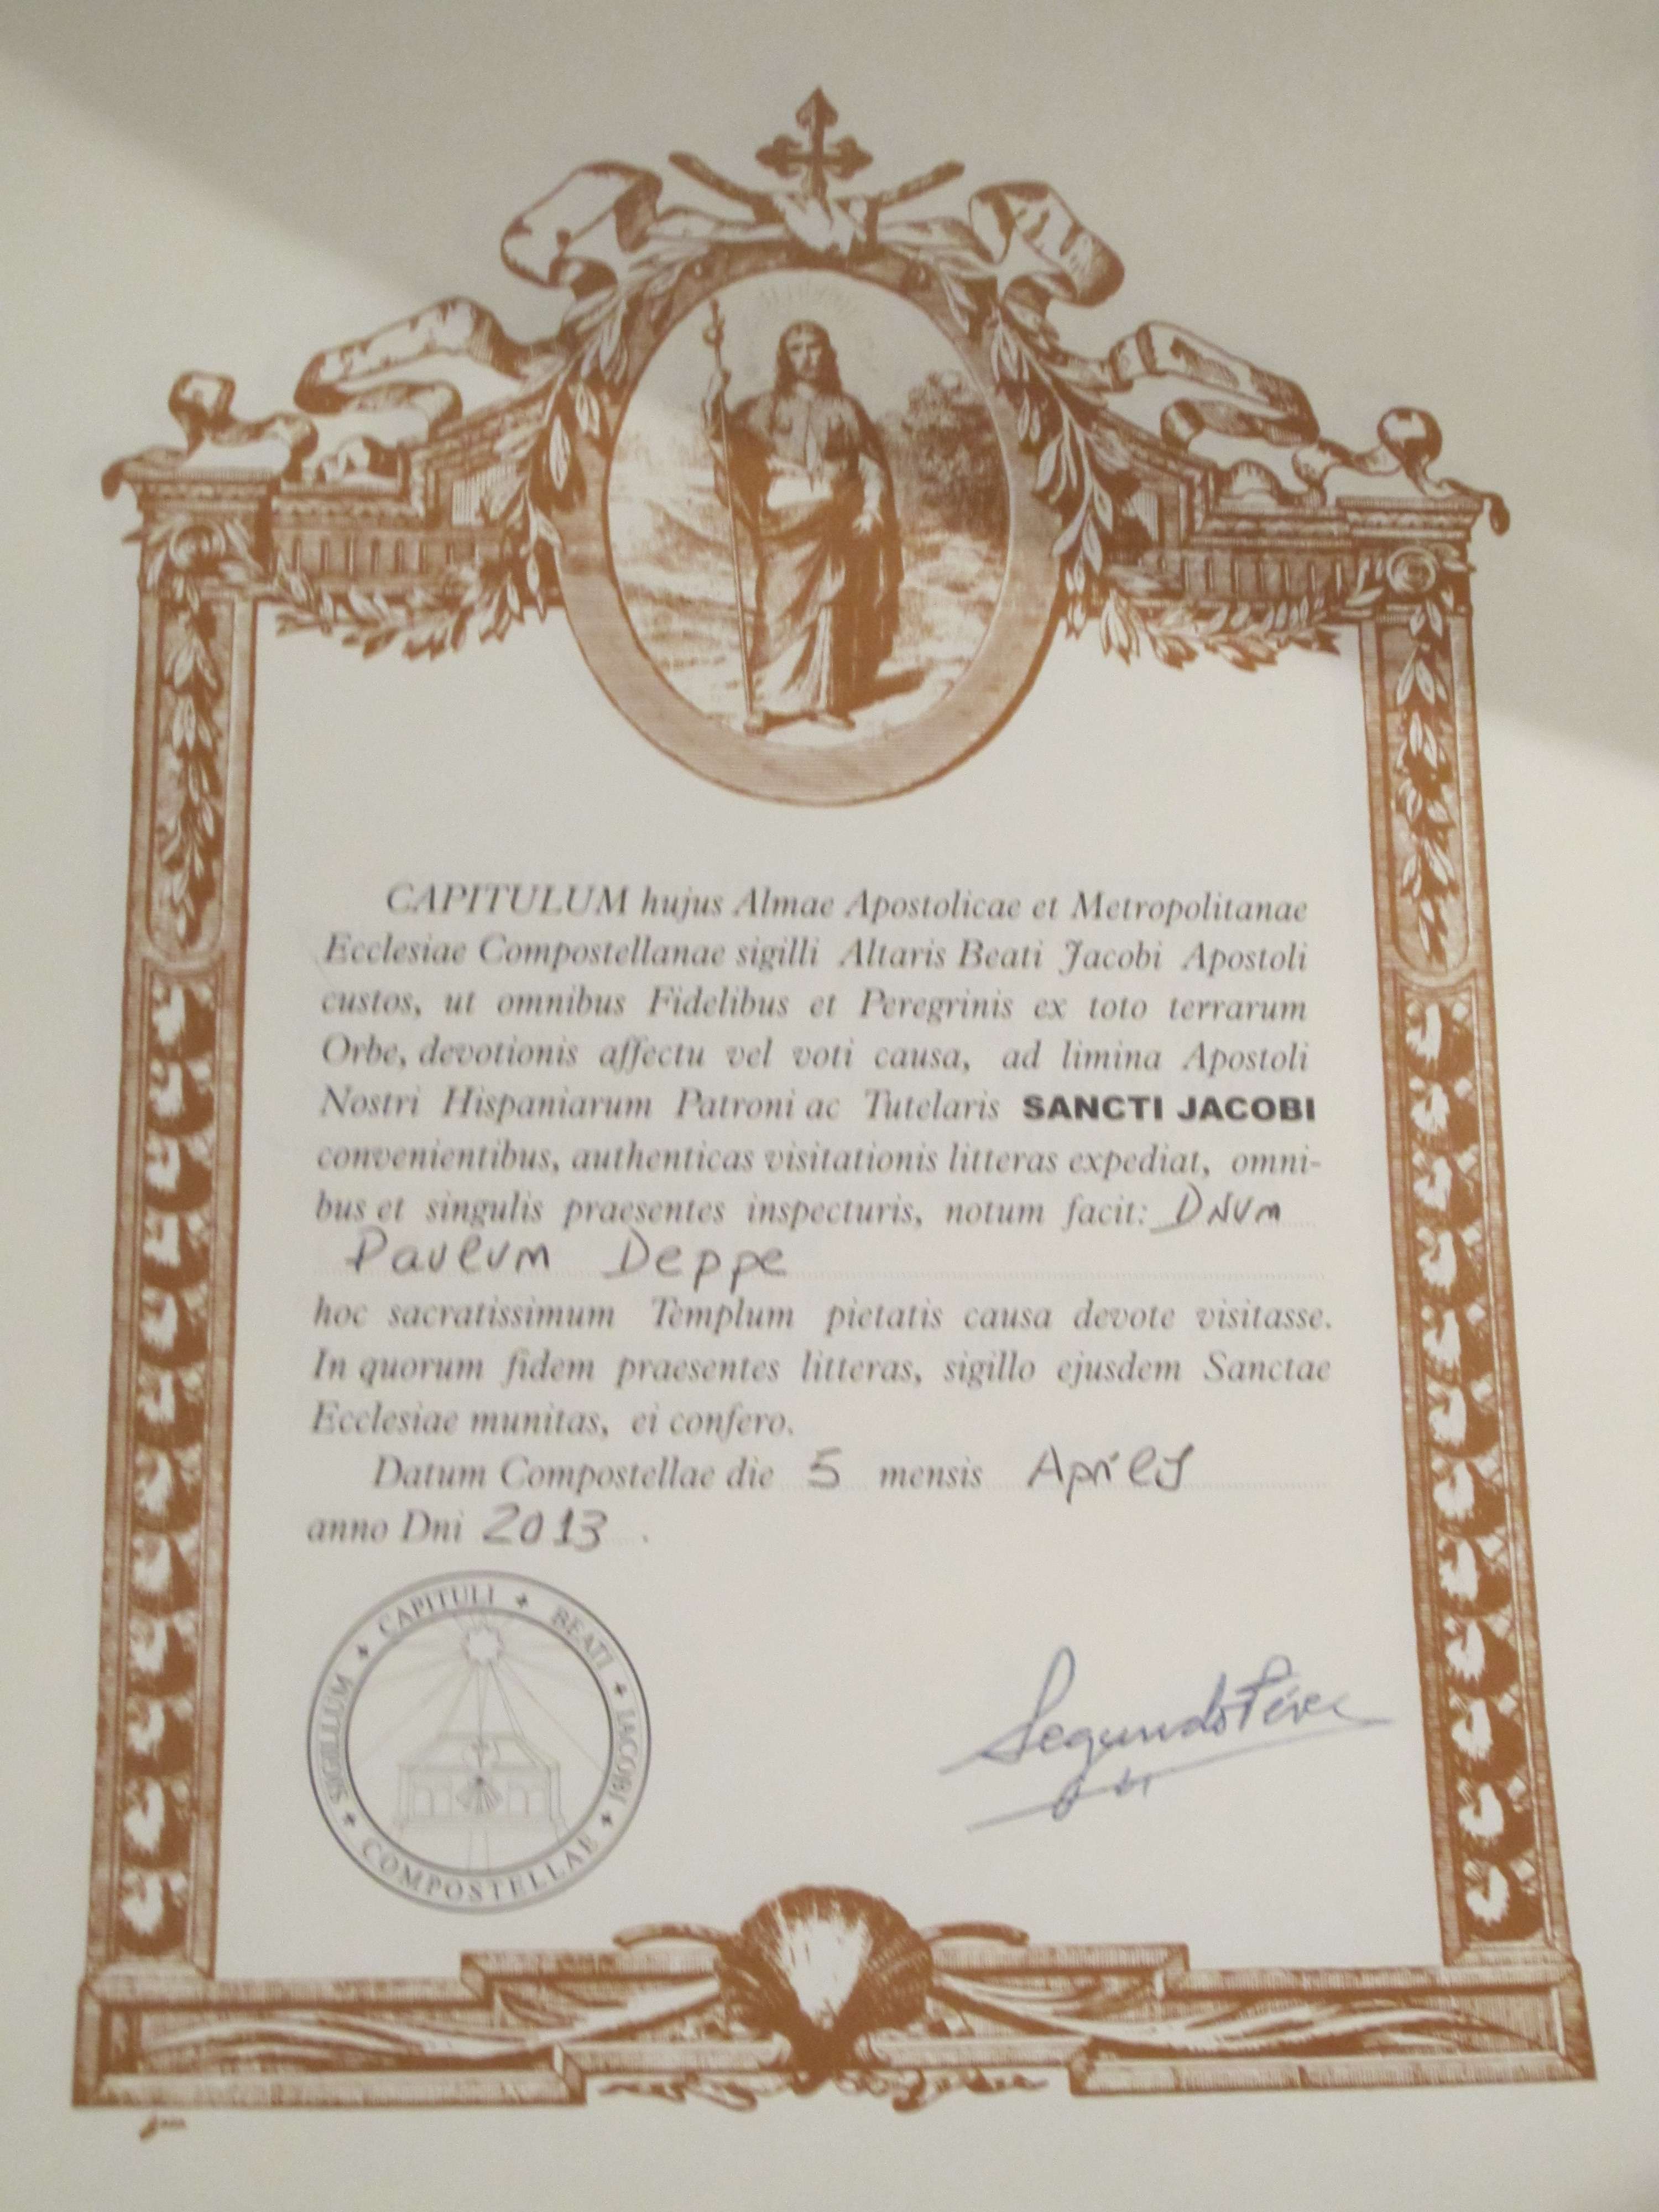 CAPITULUM hujus Almae Apostolicae et Metropolitanae
Ecclesiae Compostellanae sigilli Altaris Beati Jacobi Apostoli
custos, ut omnibus Fidelibus et Peregrinis ex toto terrarum
Orbe, devotionis affectu vel voti causa, ad limina Apostoli
Nostri Hispaniarum Patroni ac Tutelaris SANCTI JACOBI
convenientibus, authenticas visitationis litteras expediat, omni-
bus et singulis praesentes inspecturis, notum facit: Dnum
Paulum Deppe
hoc sacratissimum Templum pietatis causa devote visitasse.
In quorum fidem praesentes litteras, sigillo ejusdem Sanctae
Ecclesiae munitas, ei confero.
Datum Compostellae die 5 mensis Aprilis
anno Dni 2013 .
SIGILLUM + CAPITULI + BEATI + IACOBI + COMPOSTELLAE +
Segundo Pérez